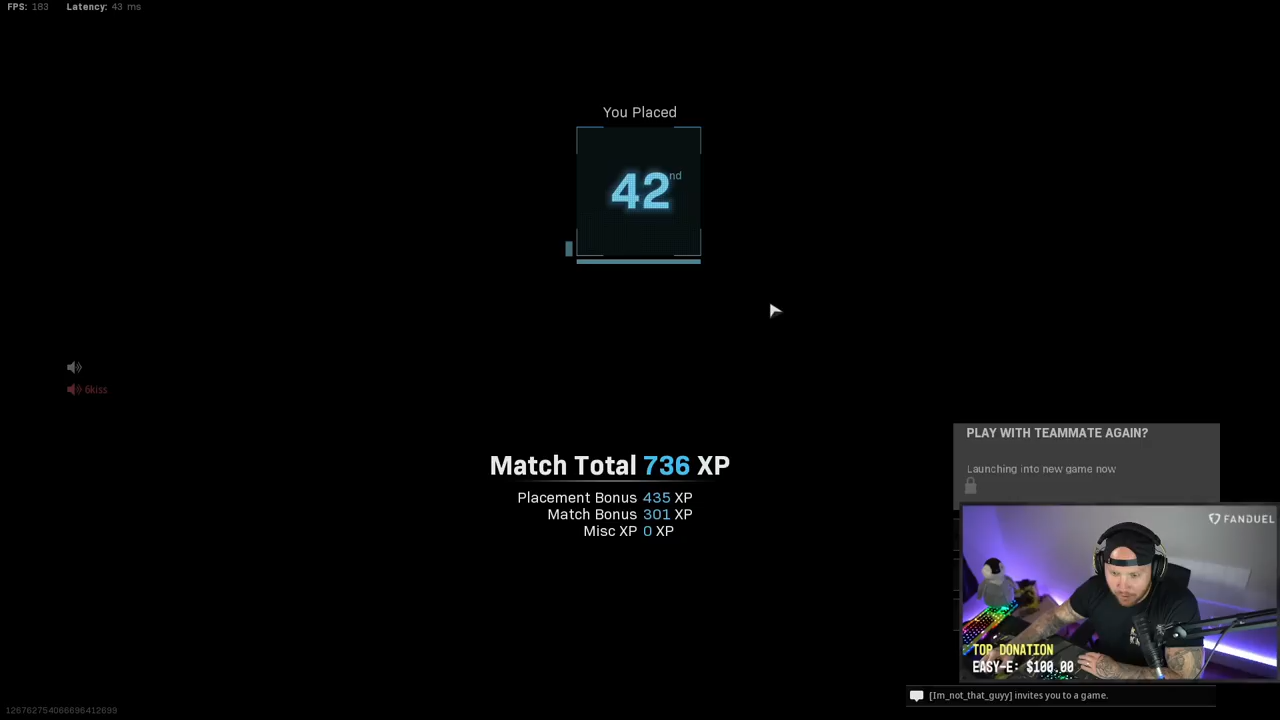 FPS: 183 Latency: 43 ms
You Placed
42nd
6kiss
Match Total 736 XP
Placement Bonus 435 XP
Match Bonus 301 XP
Misc XP 0 XP
PLAY WITH TEAMMATE AGAIN?
Launching into new game now
FANDUEL
TOP DONATION
EASY-E: $100.00
[Im_not_that_guyy] invites you to a game.
126762754066696412699